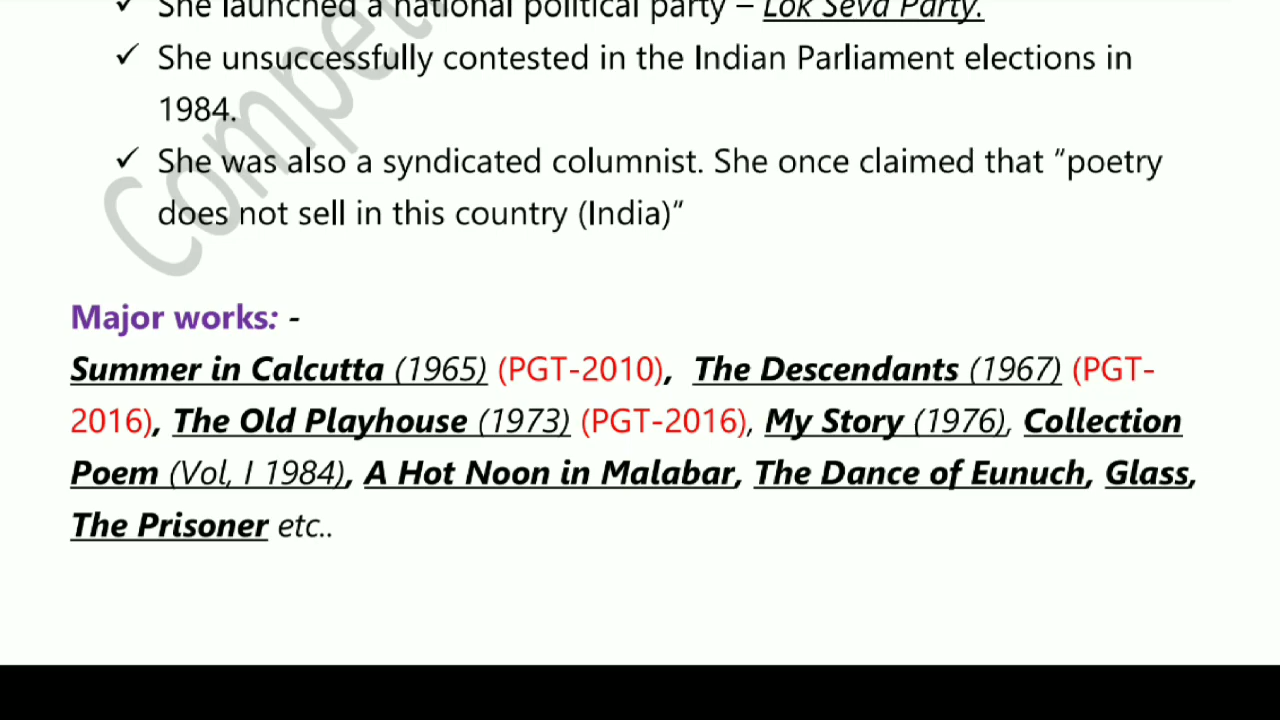 ✓ She launched a national political party – Lok Seva Party.
✓ She unsuccessfully contested in the Indian Parliament elections in
1984.
✓ She was also a syndicated columnist. She once claimed that "poetry
does not sell in this country (India)"
Major works: -
Summer in Calcutta (1965) (PGT-2010), The Descendants (1967) (PGT-
2016), The Old Playhouse (1973) (PGT-2016), My Story (1976), Collection
Poem (Vol, I 1984), A Hot Noon in Malabar, The Dance of Eunuch, Glass,
The Prisoner etc..
Compet